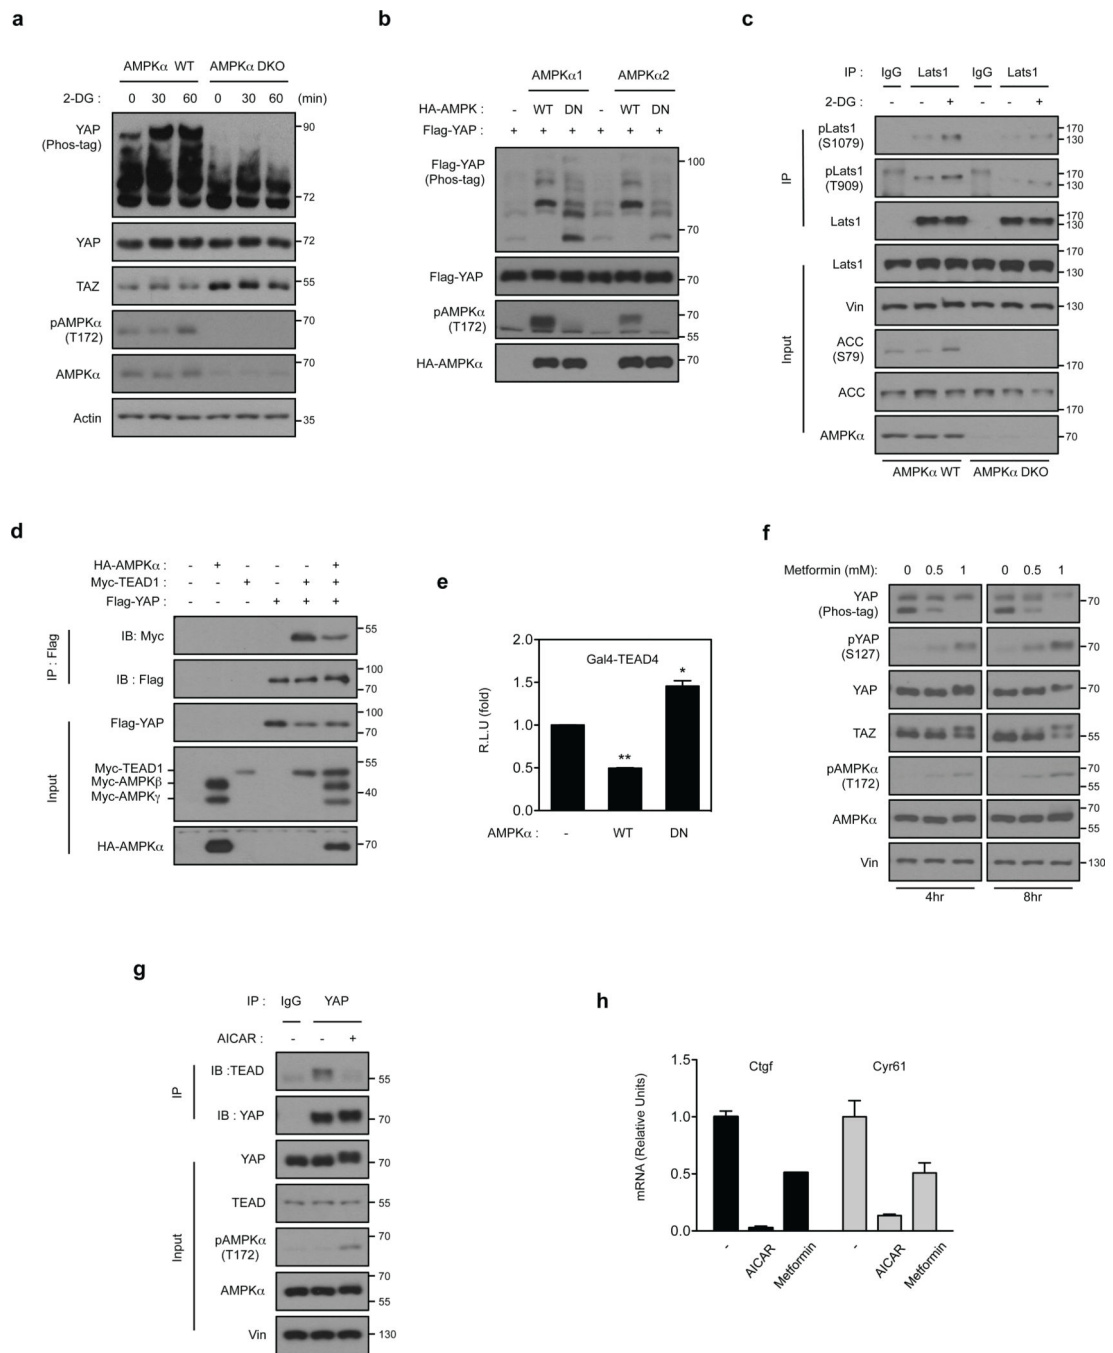 a
AMPKα WT AMPKα DKO
2-DG : 0 30 60 0 30 60 (min)
YAP
(Phos-tag)
90
72
YAP
72
TAZ
55
pAMPKα
(T172)
70
AMPKα
70
Actin
35
b
AMPKα1 AMPKα2
HA-AMPK : - WT DN - WT DN
Flag-YAP : + + + + + +
Flag-YAP
(Phos-tag)
100
70
Flag-YAP
70
pAMPKα
(T172)
70
55
HA-AMPKα
70
c
IP : IgG Lats1 IgG Lats1
2-DG : - - + - - +
IP
pLats1
(S1079)
170
130
pLats1
(T909)
170
130
Lats1
170
130
Input
Lats1
170
130
Vin
130
ACC
(S79)
170
ACC
170
AMPKα
70
AMPKα WT AMPKα DKO
d
HA-AMPKα : - + - - - +
Myc-TEAD1 : - - + - + +
Flag-YAP : - - - + + +
IP : Flag
IB: Myc
55
IB : Flag
100
70
Input
Flag-YAP
100
70
Myc-TEAD1
Myc-AMPKβ
Myc-AMPKγ
55
40
HA-AMPKα
70
e
Gal4-TEAD4
R.L.U (fold)
2.0
1.5
1.0
0.5
0.0
**
*
AMPKα : - WT DN
f
Metformin (mM): 0 0.5 1 0 0.5 1
YAP
(Phos-tag)
70
pYAP
(S127)
70
YAP
70
TAZ
55
pAMPKα
(T172)
70
55
AMPKα
70
55
Vin
130
4hr 8hr
g
IP : IgG YAP
AICAR : - - +
IP
IB :TEAD
55
IB : YAP
70
Input
YAP
70
TEAD
55
pAMPKα
(T172)
70
AMPKα
70
55
Vin
130
h
mRNA (Relative Units)
1.5
1.0
0.5
0.0
Ctgf Cyr61
- AICAR Metformin - AICAR Metformin